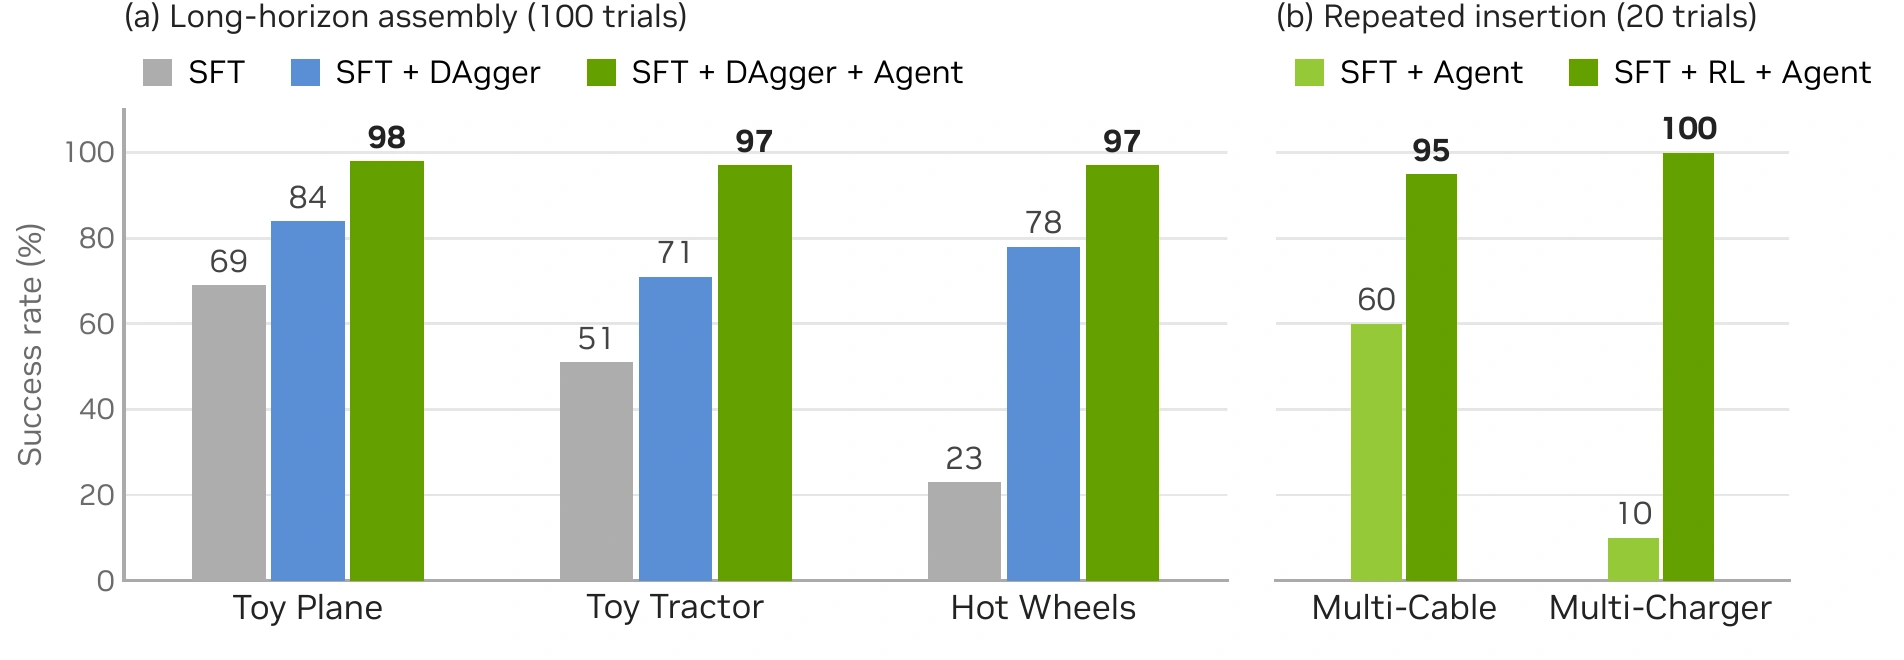 (a) Long-horizon assembly (100 trials)
SFT
SFT + DAgger
SFT + DAgger + Agent
Success rate (%)
100
80
60
40
20
0
69
84
98
51
71
97
23
78
97
Toy Plane
Toy Tractor
Hot Wheels
(b) Repeated insertion (20 trials)
SFT + Agent
SFT + RL + Agent
60
95
10
100
Multi-Cable
Multi-Charger